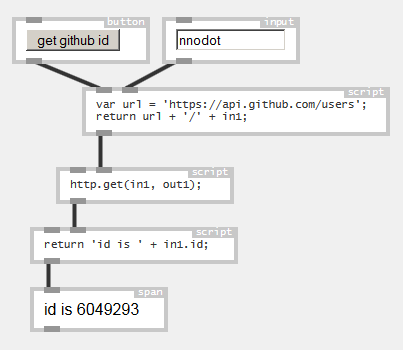 button
get github id
input
nnodot
script
var url = 'https://api.github.com/users';
return url + '/' + in1;
script
http.get(in1, out1);
script
return 'id is ' + in1.id;
span
id is 6049293